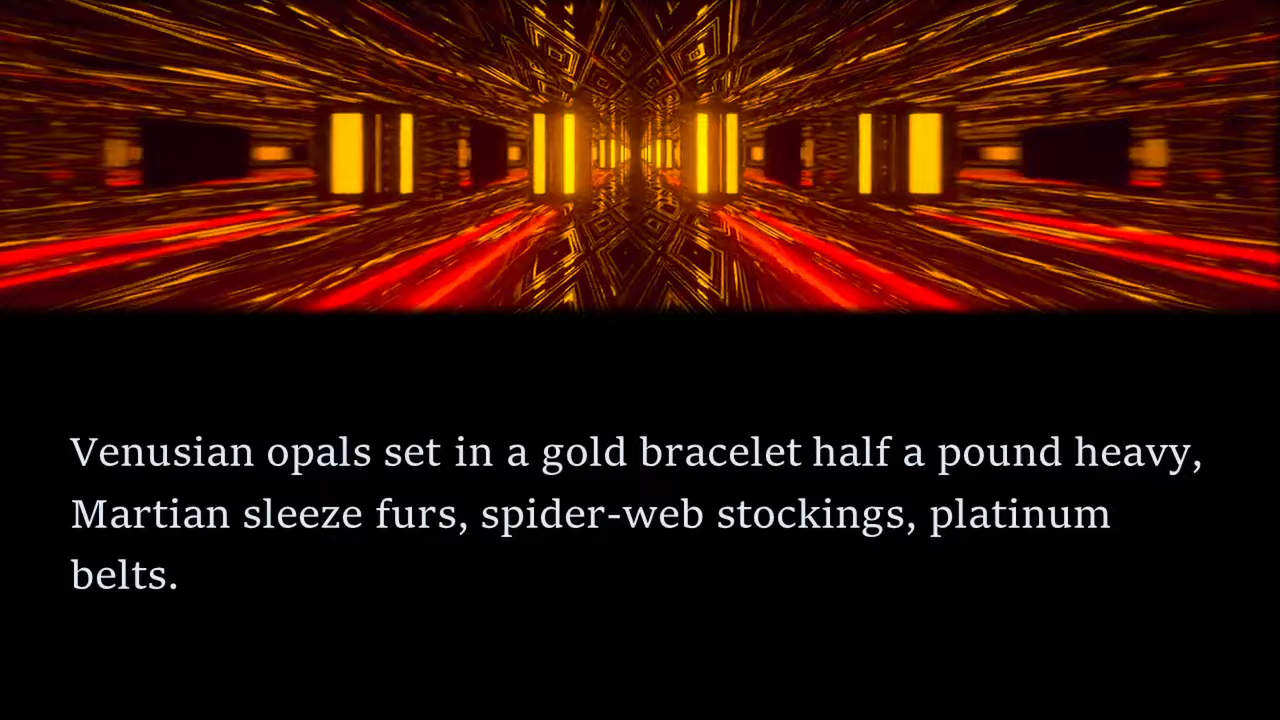 Venusian opals set in a gold bracelet half a pound heavy,
Martian sleeze furs, spider-web stockings, platinum
belts.